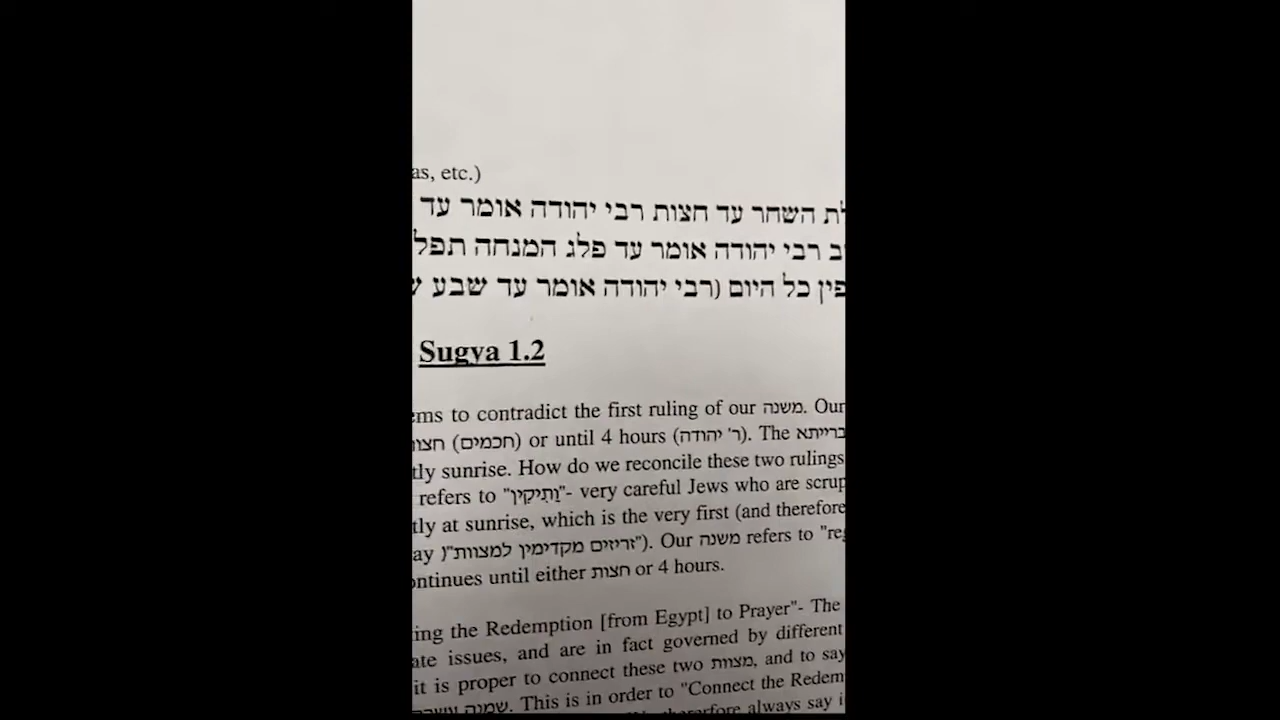 etc.)
השחר עד חצות רבי יהודה אומר עד
רבי יהודה אומר עד פלג המנחה תפל
פין כל היום (רבי יהודה אומר עד שבע
Sugya 1.2
ems to contradict the first ruling of our משנה. Our
(חכמים) or until 4 hours (ר' יהודה). The ברייתא
tly sunrise. How do we reconcile these two rulings
refers to "וָתִיקִין"- very careful Jews who are scrup
tly at sunrise, which is the very first (and therefore
ay )"זריזים מקדימין למצוות"). Our משנה refers to "reg
ontinues until either חצות or 4 hours.
ing the Redemption [from Egypt] to Prayer"- The
ate issues, and are in fact governed by different
it is proper to connect these two מצוות, and to say
שמנה עשרה. This is in order to "Connect the Redem
therefore always say i